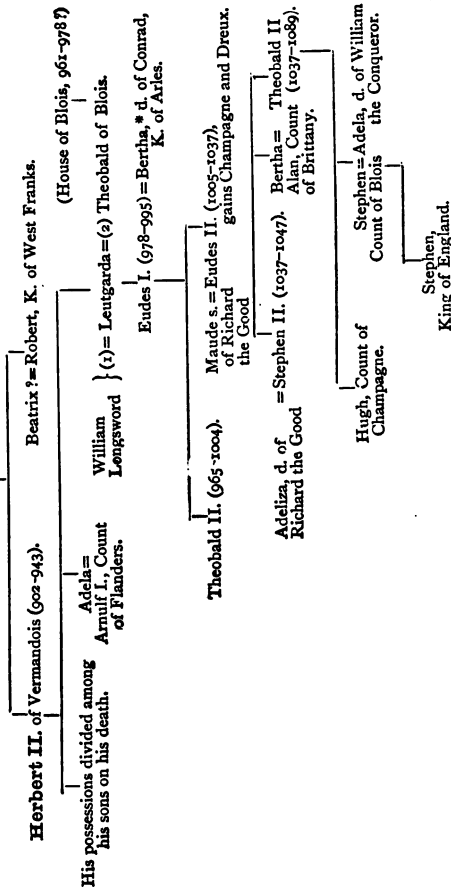 Herbert II. of Vermandois (902-943).
Beatrix ?= Robert, K. of West Franks.
(House of Blois, 961-978?)
His possessions divided among
his sons on his death.
Adela=
Arnulf I., Count
of Flanders.
William
Longsword
} (1)= Leutgarda=(2) Theobald of Blois.
Eudes I. (978-995)=Bertha,* d. of Conrad,
K. of Arles.
Theobald II. (965-1004).
Maude s. = Eudes II. (1005-1037),
of Richard
the Good
gains Champagne and Dreux.
Adeliza, d. of
Richard the Good
=Stephen II. (1037-1047).
Bertha=
Alan, Count
of Brittany.
Theobald II
(1037-1089).
Hugh, Count of
Champagne.
Stephen=Adela, d. of William
Count of Blois
the Conqueror.
Stephen,
King of England.